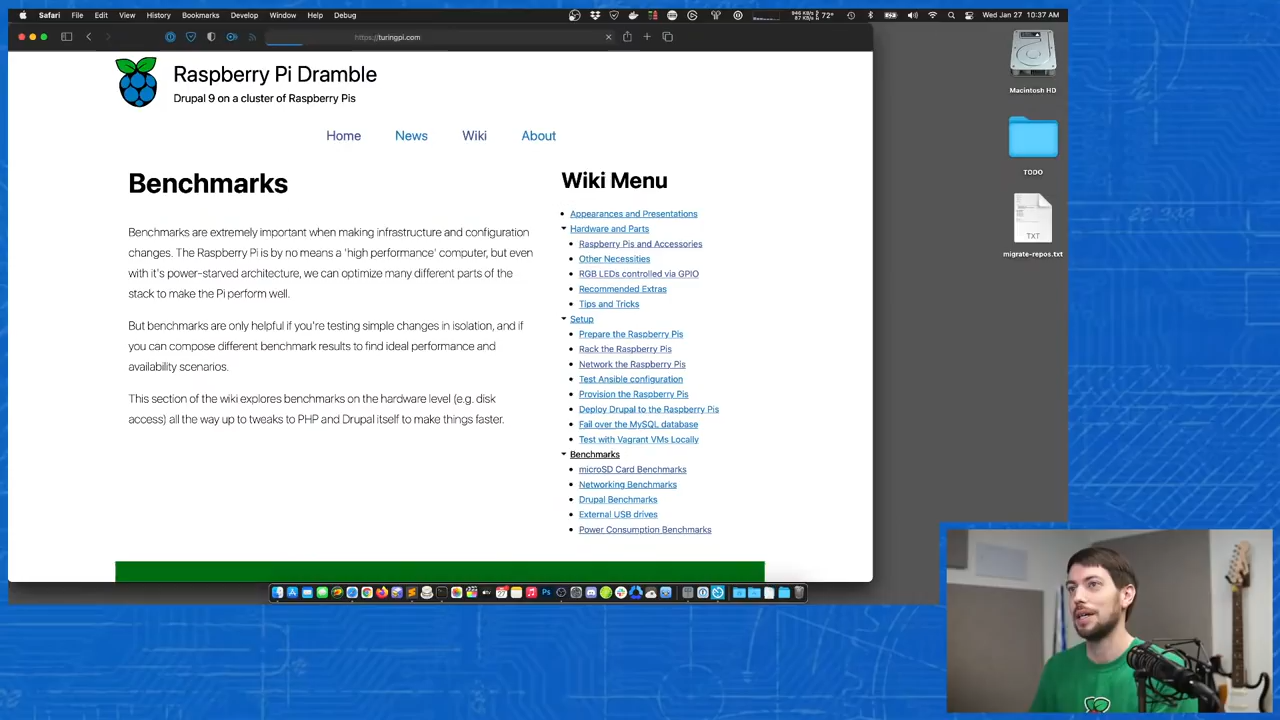 Safari File Edit View History Bookmarks Develop Window Help Debug
946 KB/s
87 KB/s
72°
Wed Jan 27 10:37 AM
https://turingpi.com
Raspberry Pi Dramble
Drupal 9 on a cluster of Raspberry Pis
Home News Wiki About
Benchmarks
Benchmarks are extremely important when making infrastructure and configuration
changes. The Raspberry Pi is by no means a 'high performance' computer, but even
with it's power-starved architecture, we can optimize many different parts of the
stack to make the Pi perform well.
But benchmarks are only helpful if you're testing simple changes in isolation, and if
you can compose different benchmark results to find ideal performance and
availability scenarios.
This section of the wiki explores benchmarks on the hardware level (e.g. disk
access) all the way up to tweaks to PHP and Drupal itself to make things faster.
Wiki Menu
Appearances and Presentations
Hardware and Parts
Raspberry Pis and Accessories
Other Necessities
RGB LEDs controlled via GPIO
Recommended Extras
Tips and Tricks
Setup
Prepare the Raspberry Pis
Rack the Raspberry Pis
Network the Raspberry Pis
Test Ansible configuration
Provision the Raspberry Pis
Deploy Drupal to the Raspberry Pis
Fail over the MySQL database
Test with Vagrant VMs Locally
Benchmarks
microSD Card Benchmarks
Networking Benchmarks
Drupal Benchmarks
External USB drives
Power Consumption Benchmarks
Macintosh HD
TODO
TXT
migrate-repos.txt